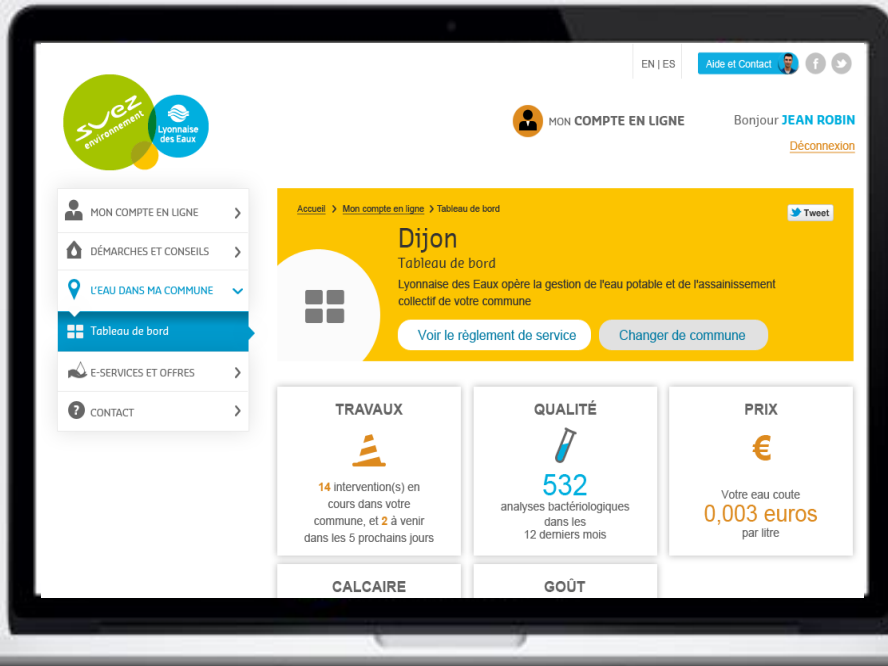 EN | ES
Aide et Contact
suez
environnement
Lyonnaise
des Eaux
MON COMPTE EN LIGNE
Bonjour JEAN ROBIN
Déconnexion
MON COMPTE EN LIGNE
DÉMARCHES ET CONSEILS
L'EAU DANS MA COMMUNE
Tableau de bord
E-SERVICES ET OFFRES
CONTACT
Accueil > Mon compte en ligne > Tableau de bord
Tweet
Dijon
Tableau de bord
Lyonnaise des Eaux opère la gestion de l'eau potable et de l'assainissement
collectif de votre commune
Voir le règlement de service
Changer de commune
TRAVAUX
14 intervention(s) en
cours dans votre
commune, et 2 à venir
dans les 5 prochains jours
QUALITÉ
532
analyses bactériologiques
dans les
12 derniers mois
PRIX
€
Votre eau coute
0,003 euros
par litre
CALCAIRE
GOÛT